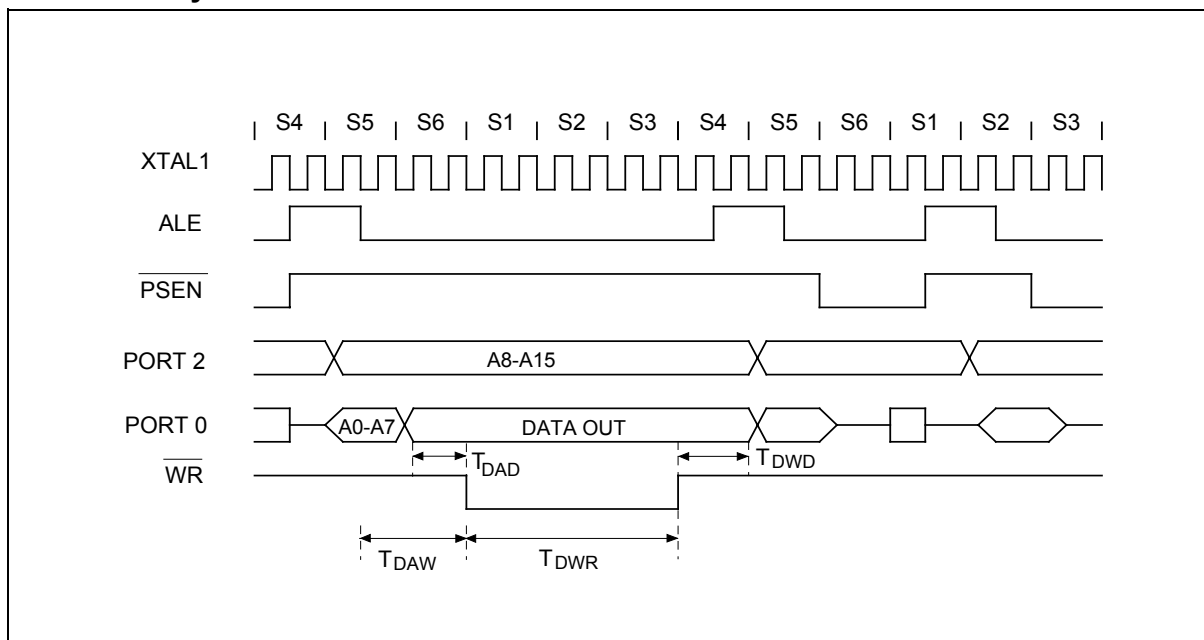 S4 S5 S6 S1 S2 S3 S4 S5 S6 S1 S2 S3
XTAL1
ALE
PSEN
PORT 2 A8-A15
PORT 0 A0-A7 DATA OUT
TDAD TDWD
WR
TDAW TDWR